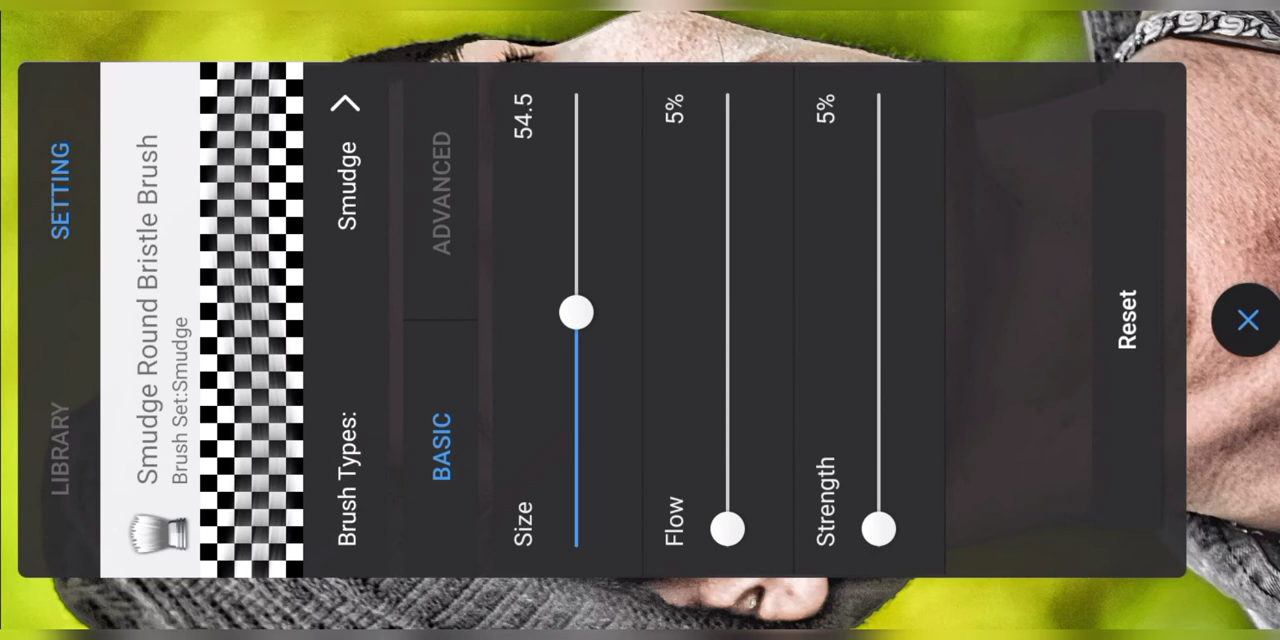 LIBRARY SETTING
Smudge Round Bristle Brush
Brush Set:Smudge
Brush Types: Smudge
BASIC ADVANCED
Size 54.5
Flow 5%
Strength 5%
Reset